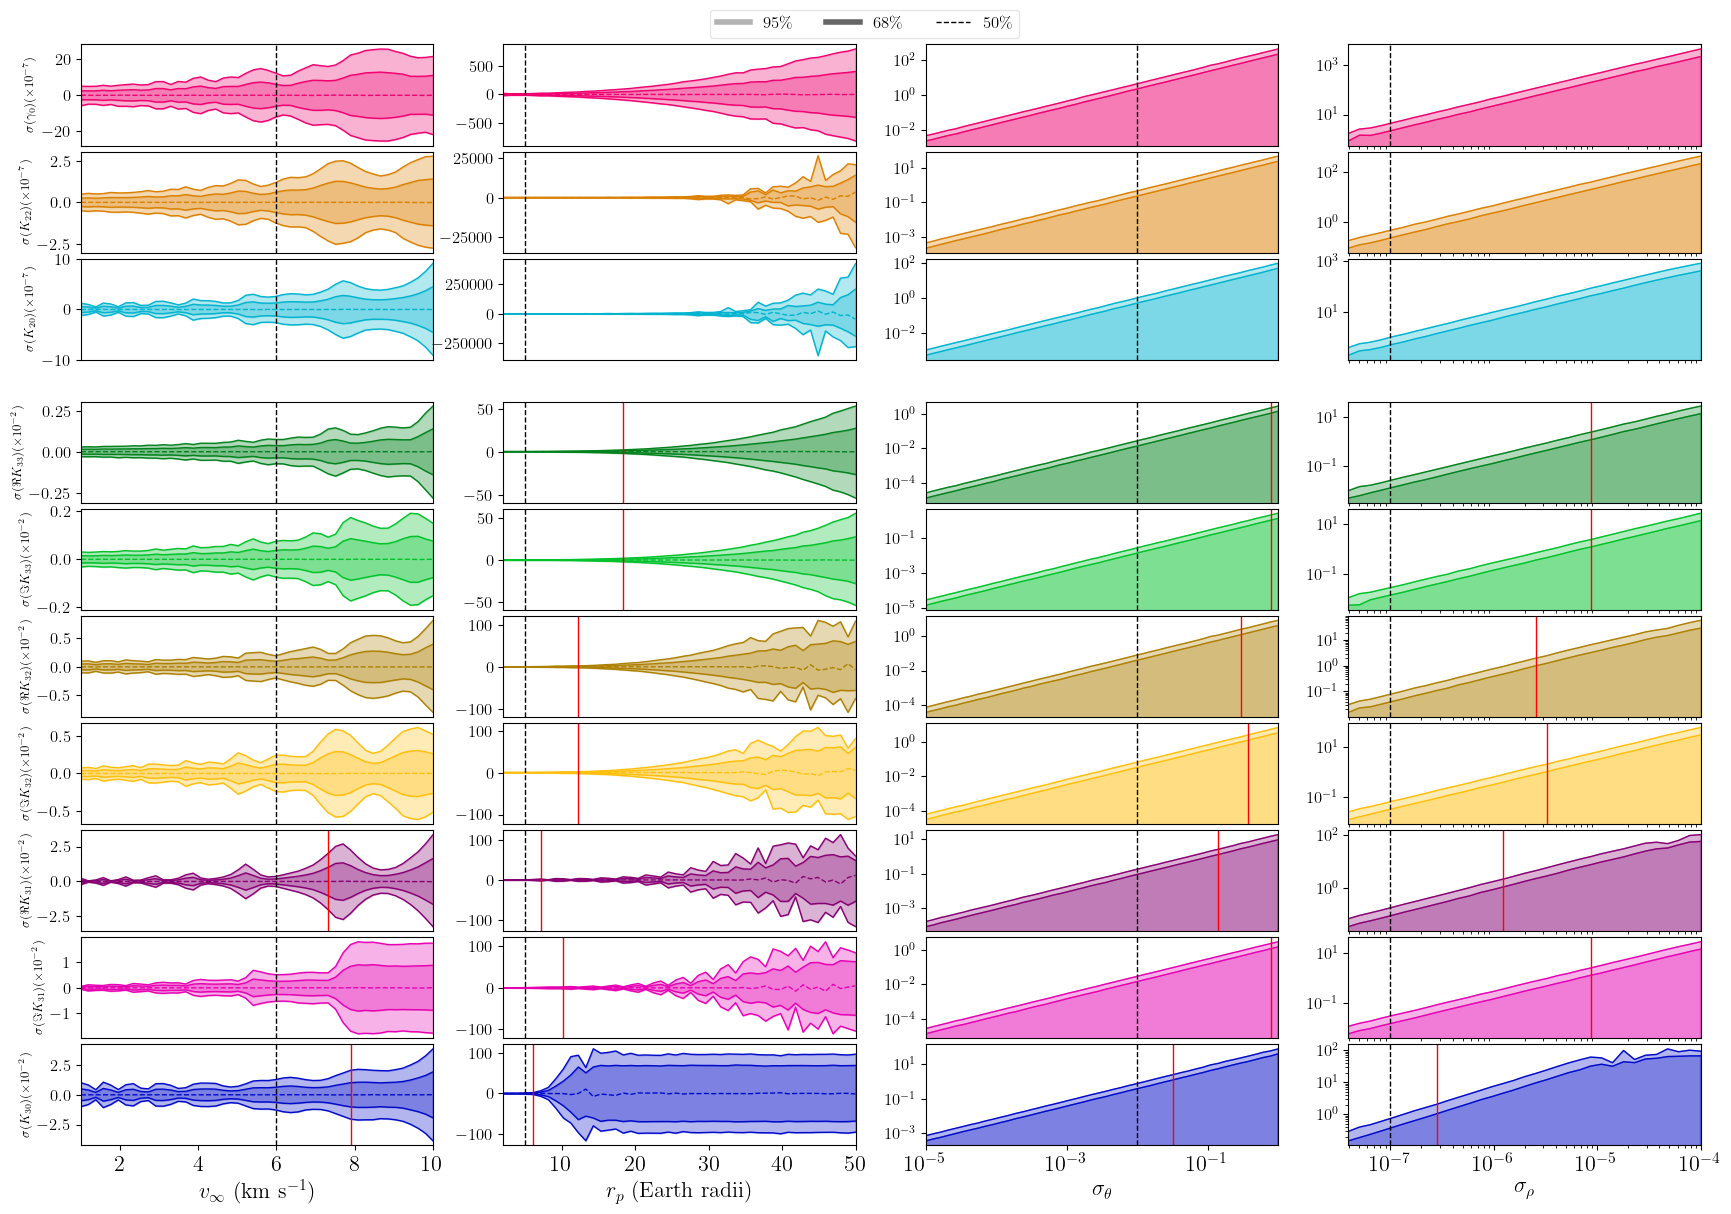 95% 68% 50%
σ(γ₀)(×10⁻⁷) 20 0 −20 500 0 −500 10² 10⁰ 10⁻² 10³ 10¹
σ(K₂₂)(×10⁻⁷) 2.5 0.0 −2.5 25000 0 −25000 10¹ 10⁻¹ 10⁻³ 10² 10⁰
σ(K₂₀)(×10⁻⁷) 10 0 −10 250000 0 −250000 10² 10⁰ 10⁻² 10³ 10¹
σ(ℜK₃₃)(×10⁻²) 0.25 0.00 −0.25 50 0 −50 10⁰ 10⁻² 10⁻⁴ 10¹ 10⁻¹
σ(ℑK₃₃)(×10⁻²) 0.2 0.0 −0.2 50 0 −50 10⁻¹ 10⁻³ 10⁻⁵ 10¹ 10⁻¹
σ(ℜK₃₂)(×10⁻²) 0.5 0.0 −0.5 100 0 −100 10⁰ 10⁻² 10⁻⁴ 10¹ 10⁰ 10⁻¹
σ(ℑK₃₂)(×10⁻²) 0.5 0.0 −0.5 100 0 −100 10⁰ 10⁻² 10⁻⁴ 10¹ 10⁻¹
σ(ℜK₃₁)(×10⁻²) 2.5 0.0 −2.5 100 0 −100 10¹ 10⁻¹ 10⁻³ 10² 10⁰
σ(ℑK₃₁)(×10⁻²) 1 0 −1 100 0 −100 10⁰ 10⁻² 10⁻⁴ 10¹ 10⁻¹
σ(K₃₀)(×10⁻²) 2.5 0.0 −2.5 100 0 −100 10¹ 10⁻¹ 10⁻³ 10² 10¹ 10⁰
2 4 6 8 10 10 20 30 40 50 10⁻⁵ 10⁻³ 10⁻¹ 10⁻⁷ 10⁻⁶ 10⁻⁵ 10⁻⁴
v∞ (km s⁻¹) rₚ (Earth radii) σ_θ σ_ρ